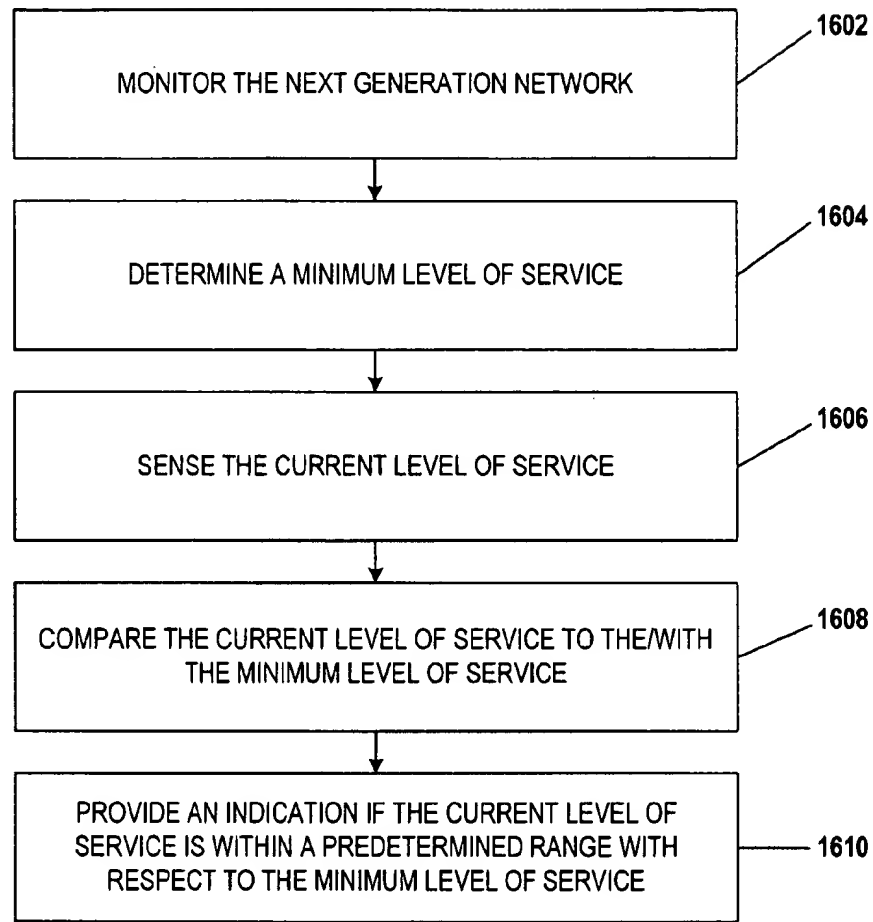 1602
MONITOR THE NEXT GENERATION NETWORK
1604
DETERMINE A MINIMUM LEVEL OF SERVICE
1606
SENSE THE CURRENT LEVEL OF SERVICE
1608
COMPARE THE CURRENT LEVEL OF SERVICE TO THE/WITH
THE MINIMUM LEVEL OF SERVICE
PROVIDE AN INDICATION IF THE CURRENT LEVEL OF
SERVICE IS WITHIN A PREDETERMINED RANGE WITH
RESPECT TO THE MINIMUM LEVEL OF SERVICE
1610